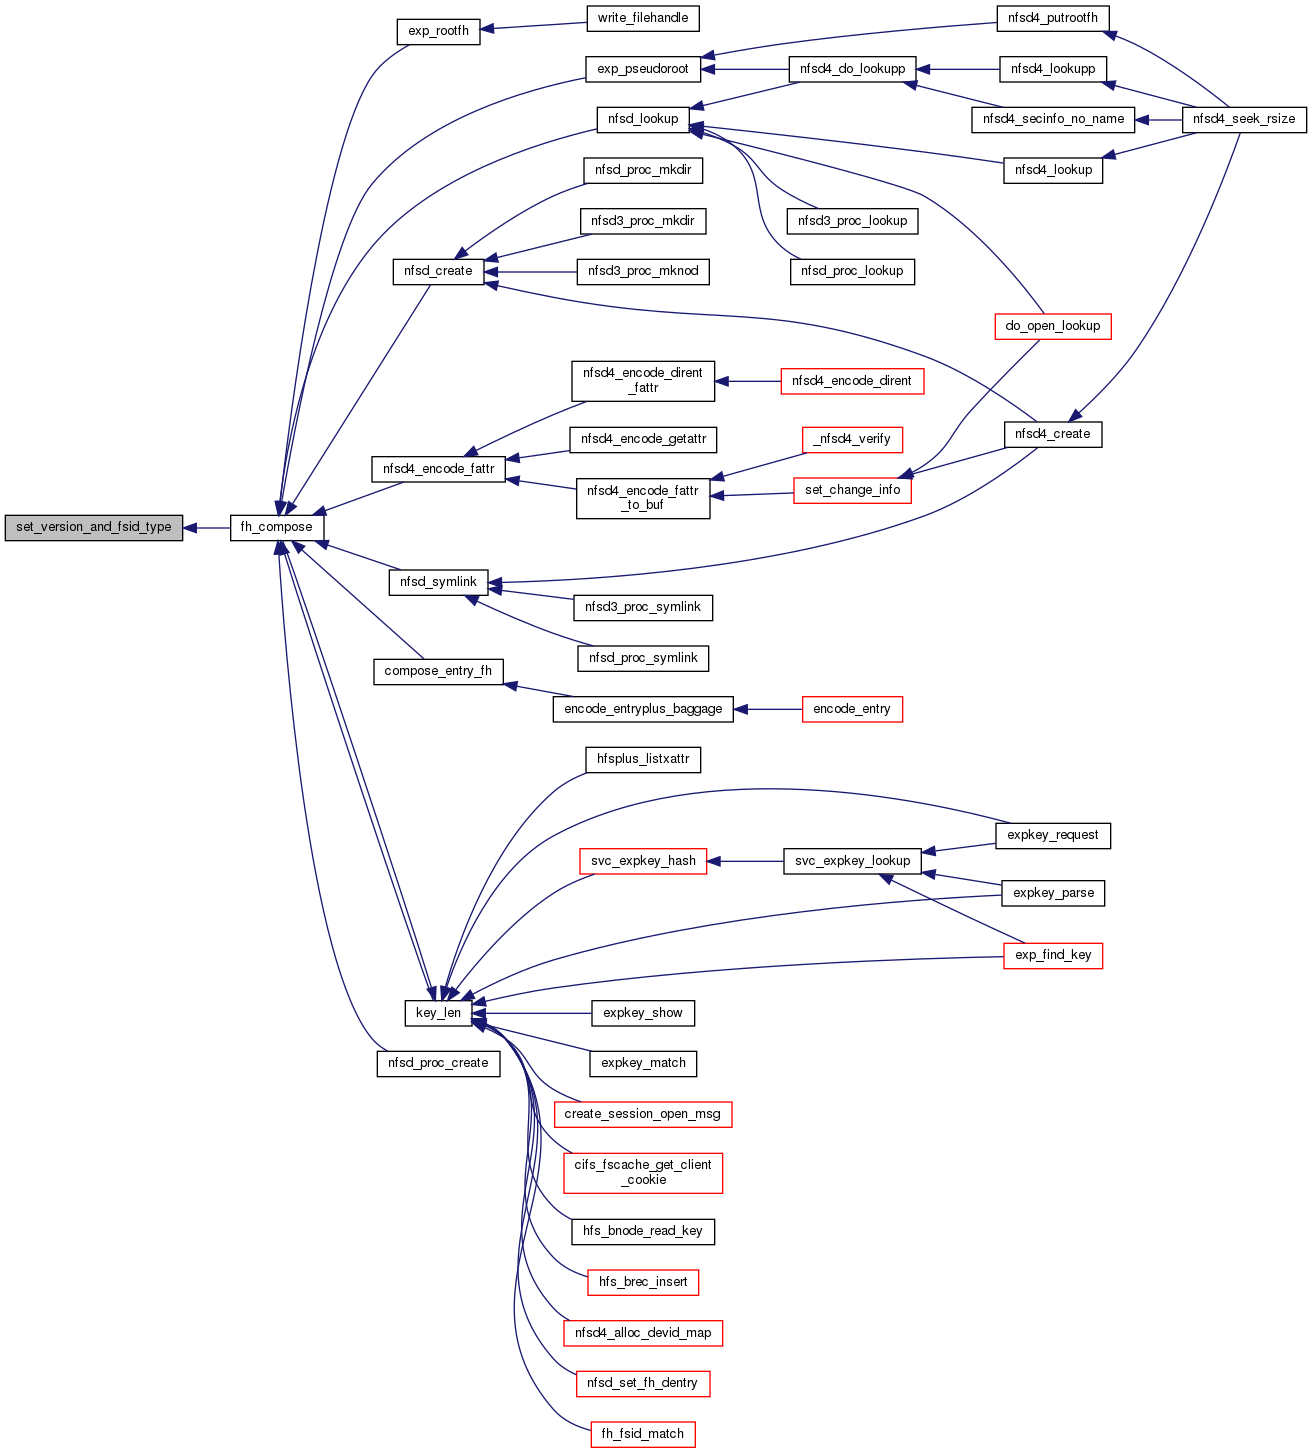 write_filehandle
nfsd4_putrootfh
exp_rootfh
exp_pseudoroot
nfsd4_do_lookupp
nfsd4_lookupp
nfsd_lookup
nfsd4_secinfo_no_name
nfsd4_seek_rsize
nfsd_proc_mkdir
nfsd4_lookup
nfsd3_proc_mkdir
nfsd3_proc_lookup
nfsd_create
nfsd3_proc_mknod
nfsd_proc_lookup
do_open_lookup
nfsd4_encode_dirent
_fattr
nfsd4_encode_dirent
nfsd4_encode_getattr
_nfsd4_verify
nfsd4_create
nfsd4_encode_fattr
nfsd4_encode_fattr
_to_buf
set_change_info
set_version_and_fsid_type
fh_compose
nfsd_symlink
nfsd3_proc_symlink
nfsd_proc_symlink
compose_entry_fh
encode_entryplus_baggage
encode_entry
hfsplus_listxattr
expkey_request
svc_expkey_hash
svc_expkey_lookup
expkey_parse
exp_find_key
key_len
expkey_show
nfsd_proc_create
expkey_match
create_session_open_msg
cifs_fscache_get_client
_cookie
hfs_bnode_read_key
hfs_brec_insert
nfsd4_alloc_devid_map
nfsd_set_fh_dentry
fh_fsid_match